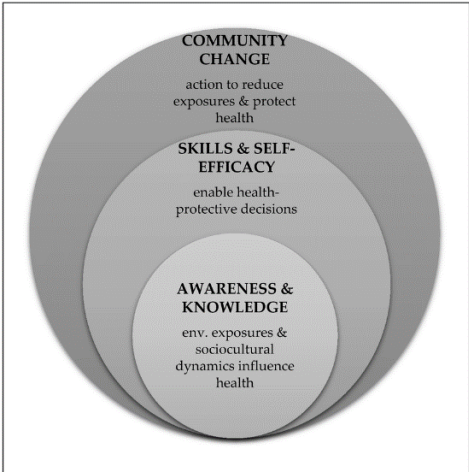 COMMUNITY
CHANGE
action to reduce
exposures & protect
health
SKILLS & SELF-
EFFICACY
enable health-
protective decisions
AWARENESS &
KNOWLEDGE
env. exposures &
sociocultural
dynamics influence
health